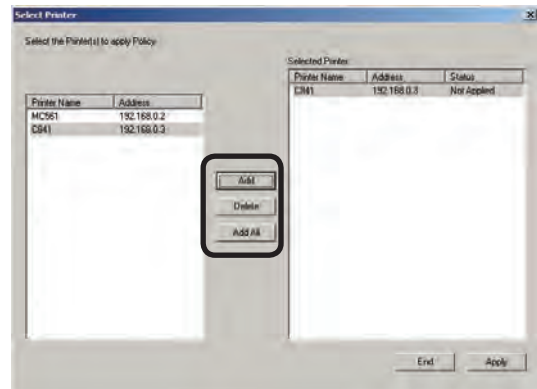 Select Printer
Select the Printer(s) to apply Policy
Selected Printer
Printer Name Address Status
C841 192.168.0.3 Not Applied
Printer Name Address
MC561 192.168.0.2
C841 192.168.0.3
Add
Delete
Add All
End Apply